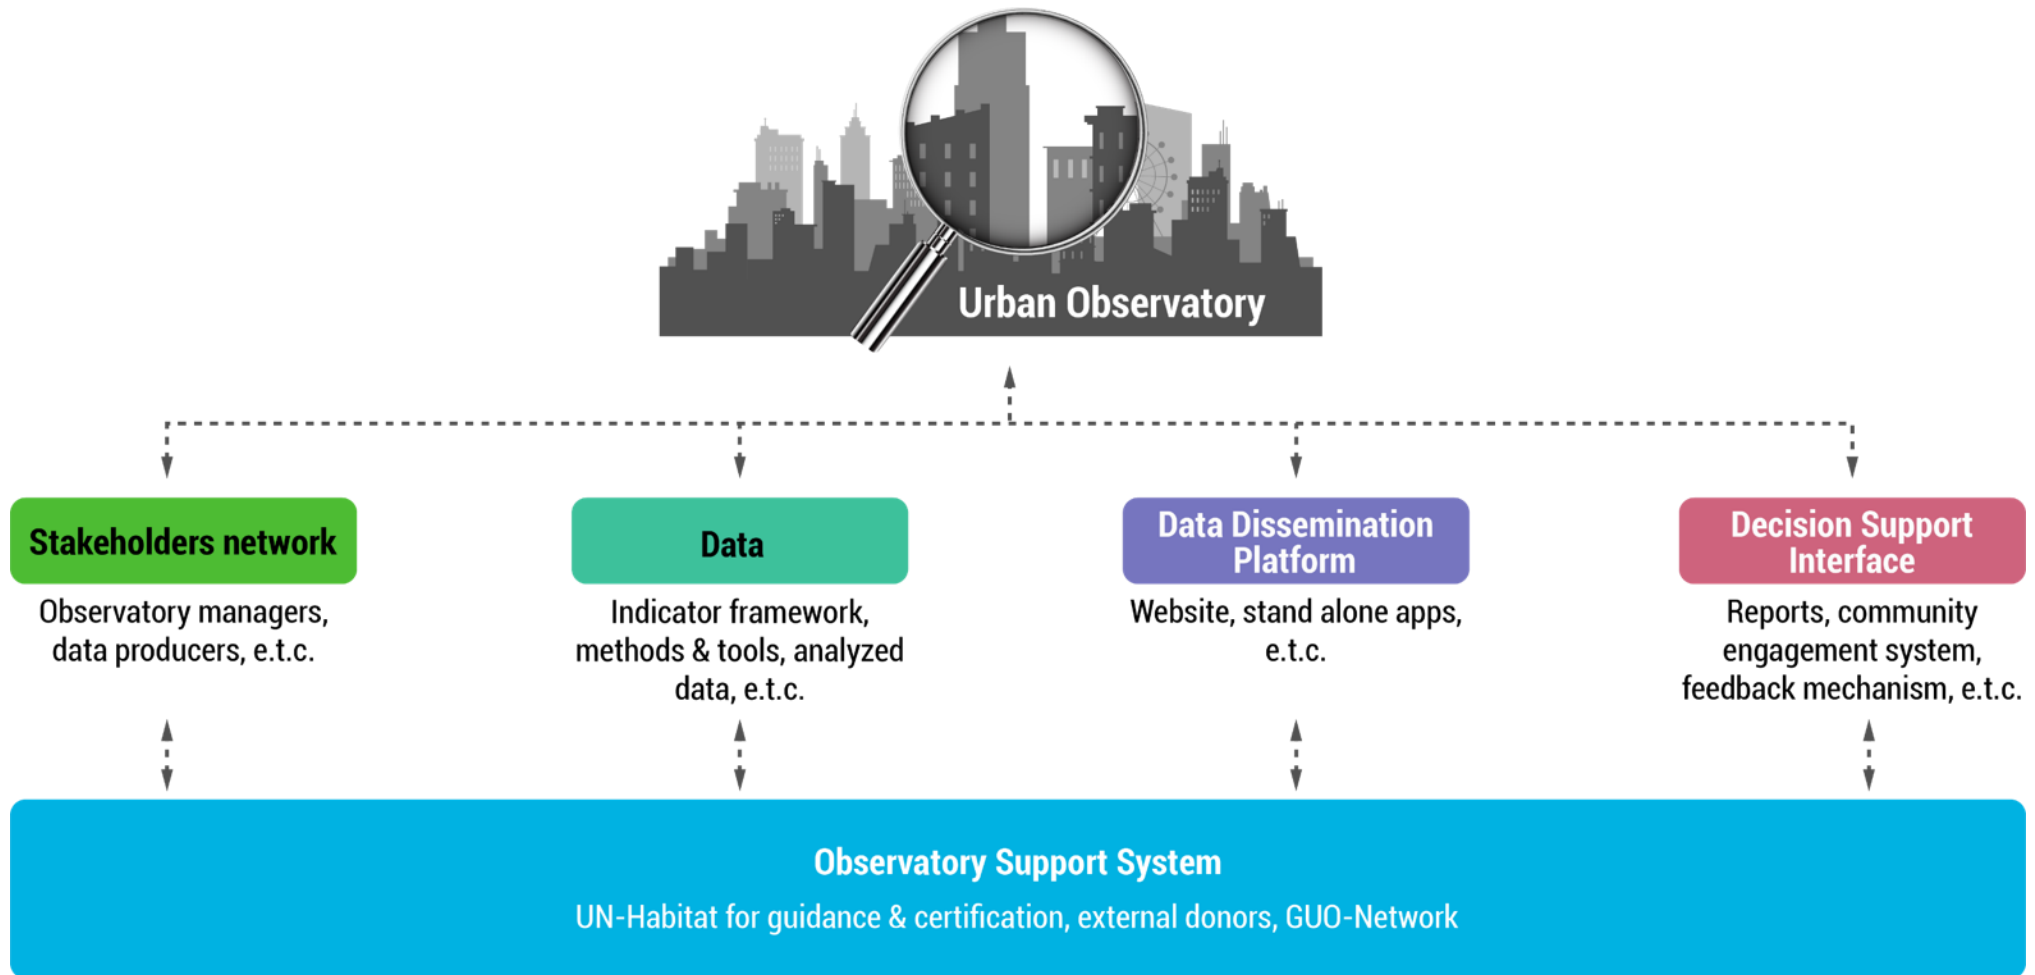 Urban Observatory
Stakeholders network
Observatory managers,
data producers, e.t.c.
Data
Indicator framework,
methods & tools, analyzed
data, e.t.c.
Data Dissemination
Platform
Website, stand alone apps,
e.t.c.
Decision Support
Interface
Reports, community
engagement system,
feedback mechanism, e.t.c.
Observatory Support System
UN-Habitat for guidance & certification, external donors, GUO-Network